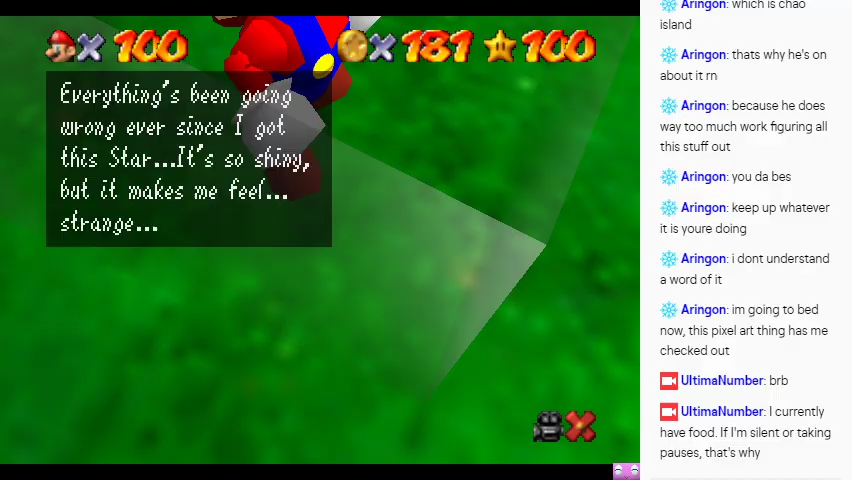 × 100
× 181
× 100
Everything's been going
wrong ever since I got
this Star...It's so shiny,
but it makes me feel...
strange...
Aringon: which is chao
island
Aringon: thats why he's on
about it rn
Aringon: because he does
way too much work figuring all
this stuff out
Aringon: you da bes
Aringon: keep up whatever
it is youre doing
Aringon: i dont understand
a word of it
Aringon: im going to bed
now, this pixel art thing has me
checked out
UltimaNumber: brb
UltimaNumber: I currently
have food. If I'm silent or taking
pauses, that's why